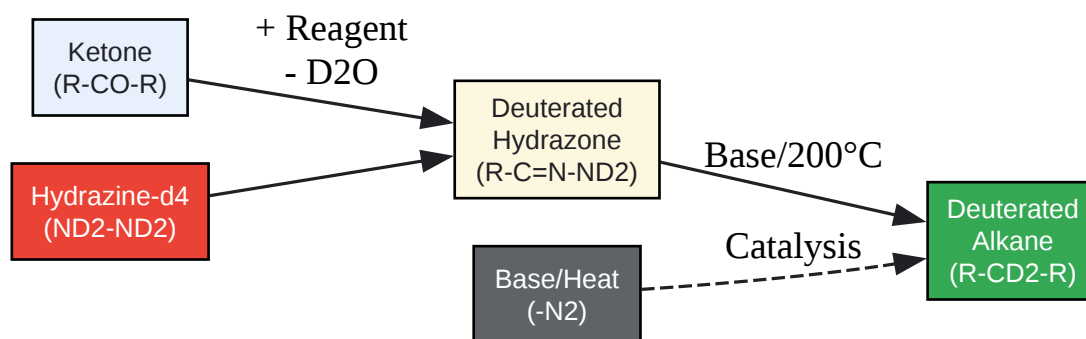 Ketone
(R-CO-R)
+ Reagent
- D2O
Hydrazine-d4
(ND2-ND2)
Deuterated
Hydrazone
(R-C=N-ND2)
Base/200°C
Base/Heat
(-N2)
Catalysis
Deuterated
Alkane
(R-CD2-R)